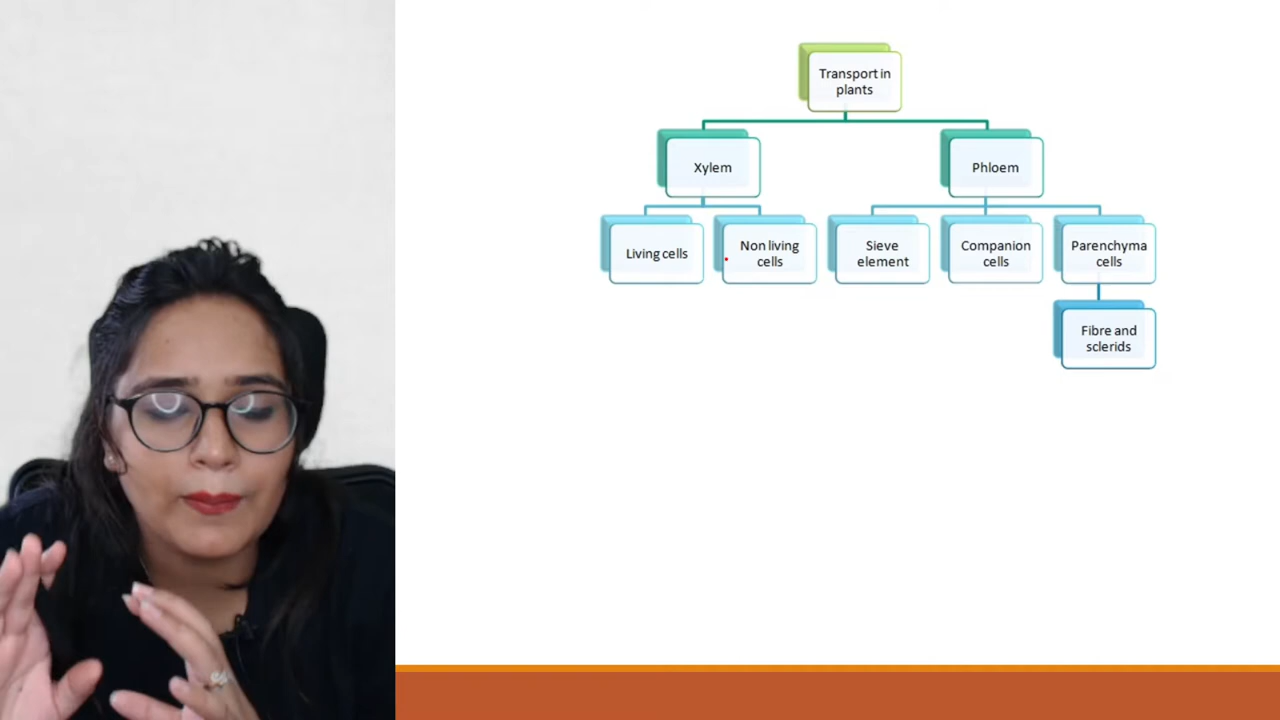 Transport in
plants
Xylem
Phloem
Living cells
Non living
cells
Sieve
element
Companion
cells
Parenchyma
cells
Fibre and
sclerids